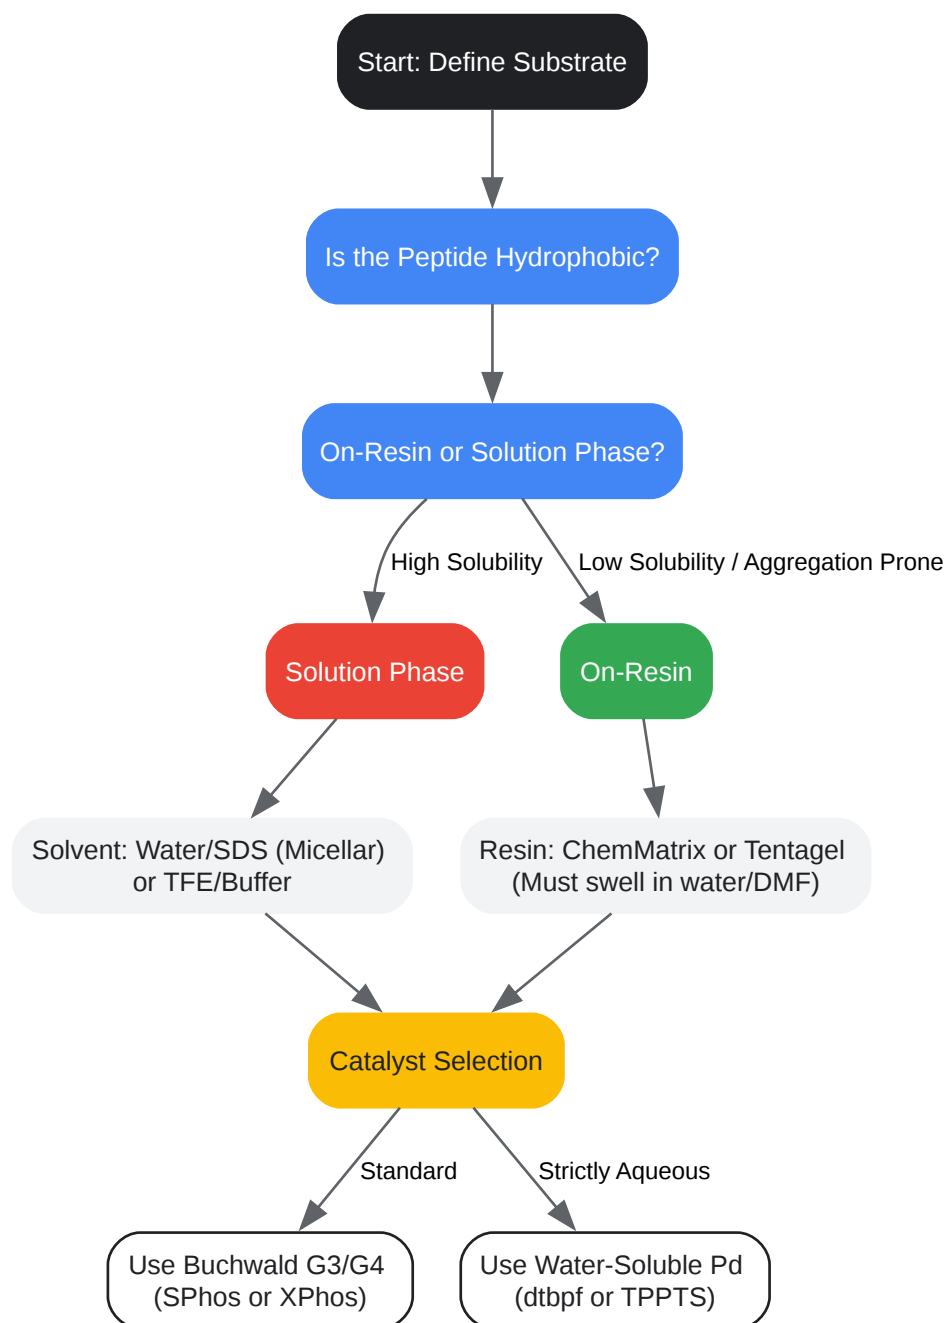 Start: Define Substrate
Is the Peptide Hydrophobic?
On-Resin or Solution Phase?
High Solubility
Low Solubility / Aggregation Prone
Solution Phase
On-Resin
Solvent: Water/SDS (Micellar)
or TFE/Buffer
Resin: ChemMatrix or Tentagel
(Must swell in water/DMF)
Catalyst Selection
Standard
Strictly Aqueous
Use Buchwald G3/G4
(SPhos or XPhos)
Use Water-Soluble Pd
(dtbpf or TPPTS)